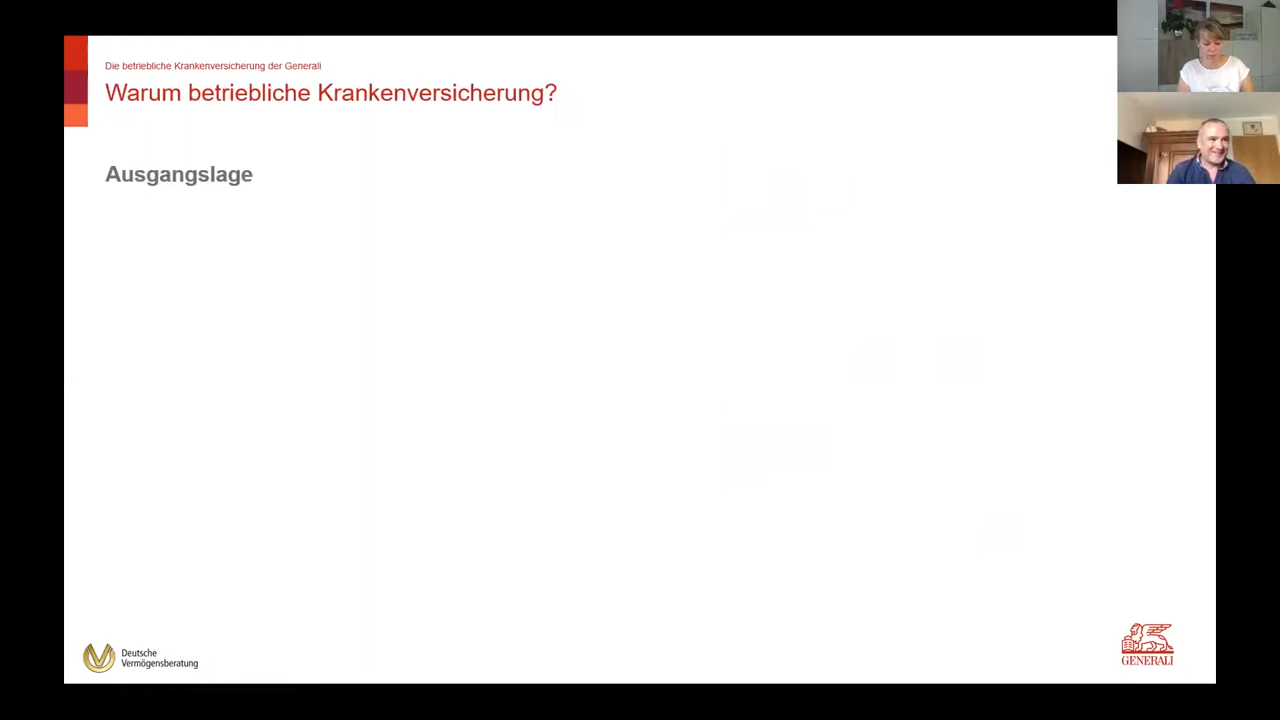 Die betriebliche Krankenversicherung der Generali
Warum betriebliche Krankenversicherung?
Ausgangslage
Deutsche
Vermögensberatung
GENERALI